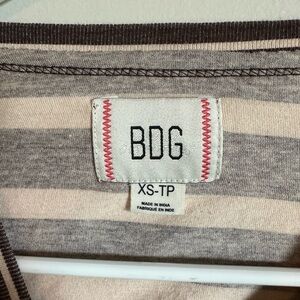 BDG
XS-TP
MADE IN INDIA
FABRIQUÉ EN INDE